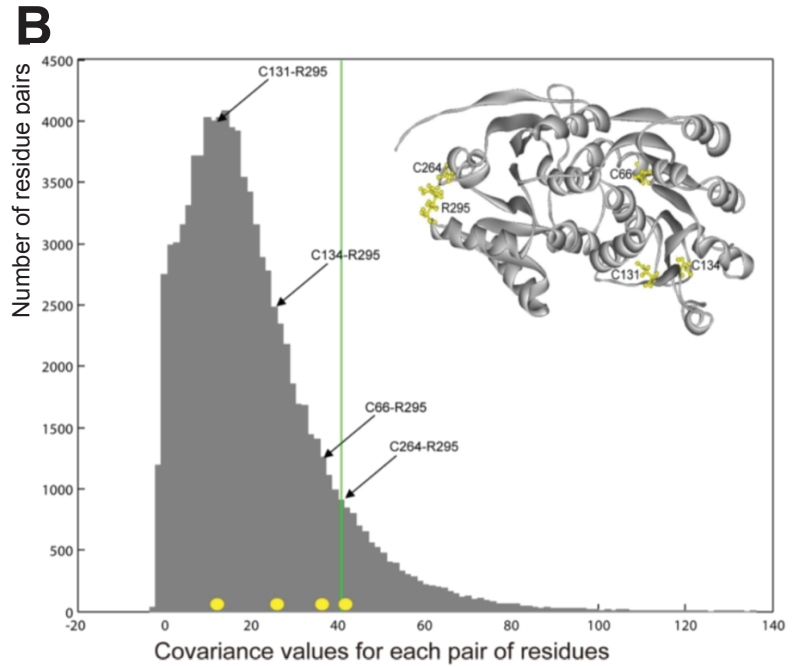 B
Number of residue pairs
4500
4000
3500
3000
2500
2000
1500
1000
500
0
C131-R295
C134-R295
C66-R295
C264-R295
C264
R295
C66
C131
C134
-20 0 20 40 60 80 100 120 140
Covariance values for each pair of residues